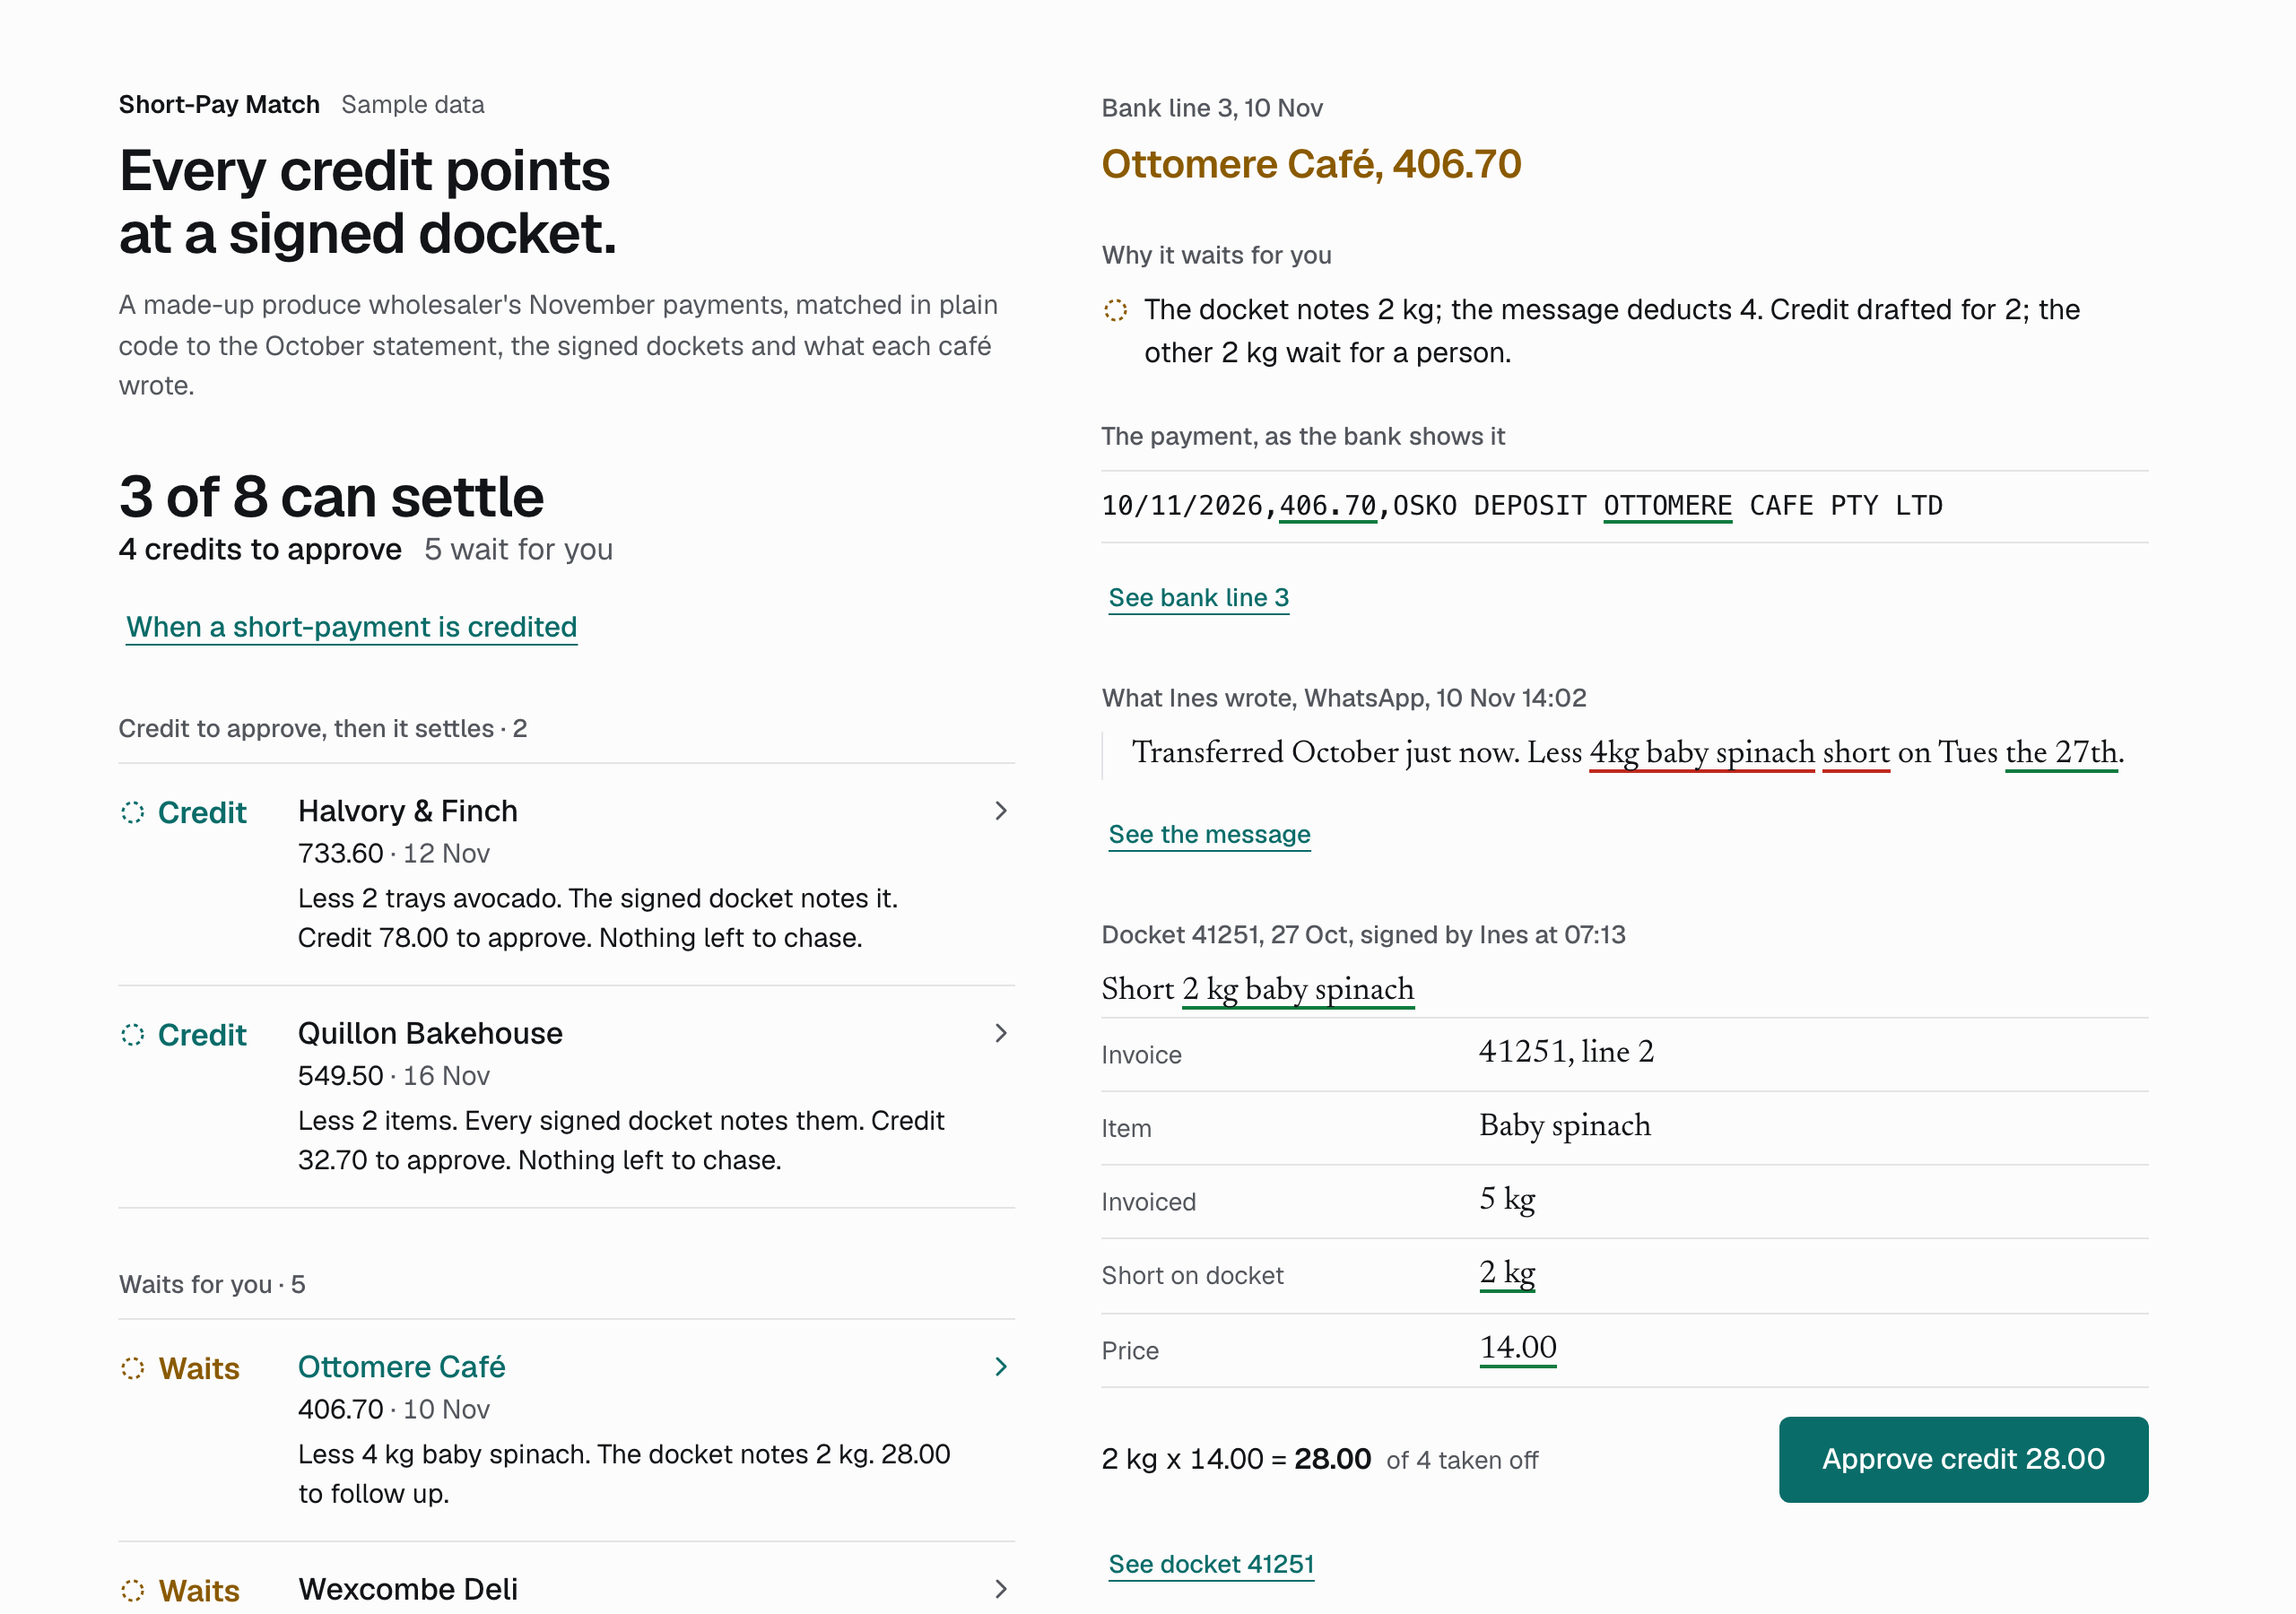 Short-Pay Match Sample data
Every credit points
at a signed docket.
A made-up produce wholesaler's November payments, matched in plain
code to the October statement, the signed dockets and what each café
wrote.
3 of 8 can settle
4 credits to approve 5 wait for you
When a short-payment is credited
Credit to approve, then it settles · 2
Credit
Halvory & Finch
733.60 · 12 Nov
Less 2 trays avocado. The signed docket notes it.
Credit 78.00 to approve. Nothing left to chase.
Credit
Quillon Bakehouse
549.50 · 16 Nov
Less 2 items. Every signed docket notes them. Credit
32.70 to approve. Nothing left to chase.
Waits for you · 5
Waits
Ottomere Café
406.70 · 10 Nov
Less 4 kg baby spinach. The docket notes 2 kg. 28.00
to follow up.
Waits
Wexcombe Deli
Bank line 3, 10 Nov
Ottomere Café, 406.70
Why it waits for you
The docket notes 2 kg; the message deducts 4. Credit drafted for 2; the
other 2 kg wait for a person.
The payment, as the bank shows it
10/11/2026,406.70,OSKO DEPOSIT OTTOMERE CAFE PTY LTD
See bank line 3
What Ines wrote, WhatsApp, 10 Nov 14:02
Transferred October just now. Less 4kg baby spinach short on Tues the 27th.
See the message
Docket 41251, 27 Oct, signed by Ines at 07:13
Short 2 kg baby spinach
Invoice 41251, line 2
Item Baby spinach
Invoiced 5 kg
Short on docket 2 kg
Price 14.00
2 kg x 14.00 = 28.00 of 4 taken off
Approve credit 28.00
See docket 41251